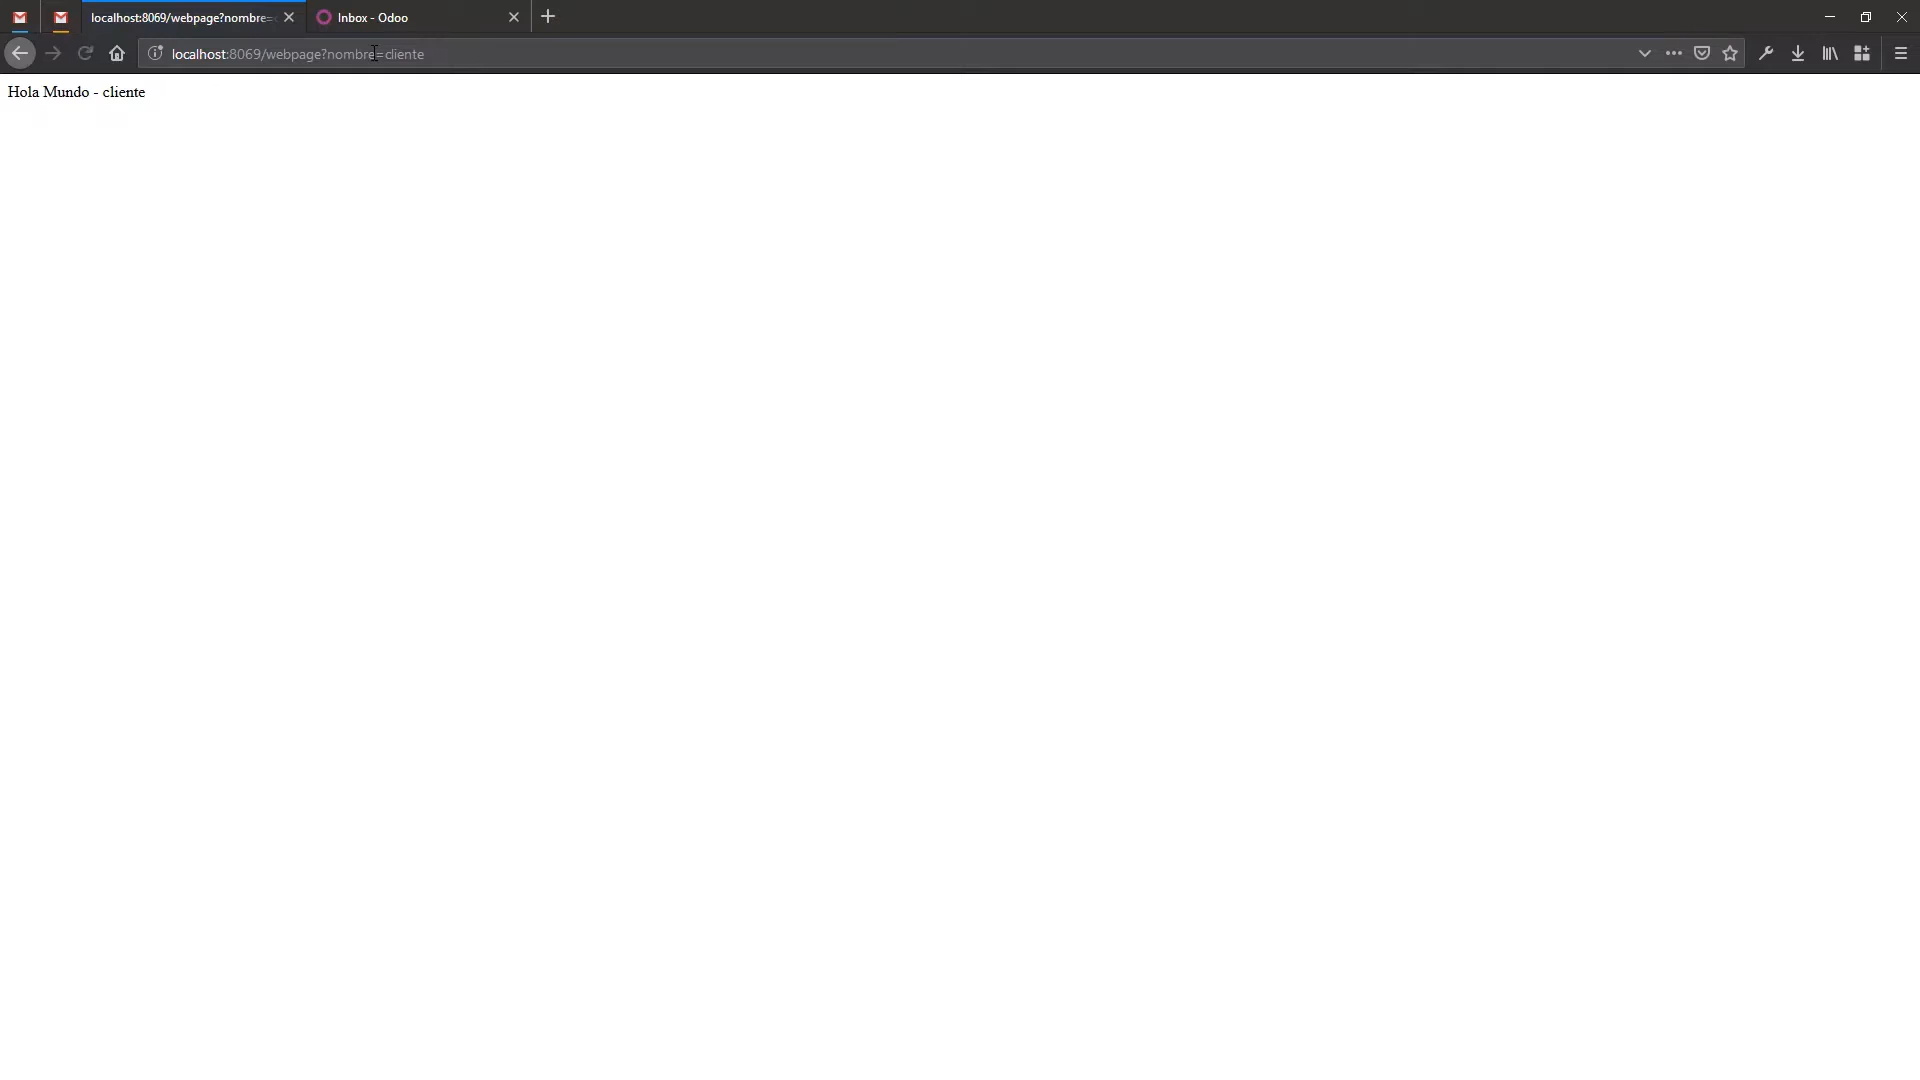 localhost:8069/webpage?nombre=
Inbox - Odoo
localhost:8069/webpage?nombre=cliente
Hola Mundo - cliente